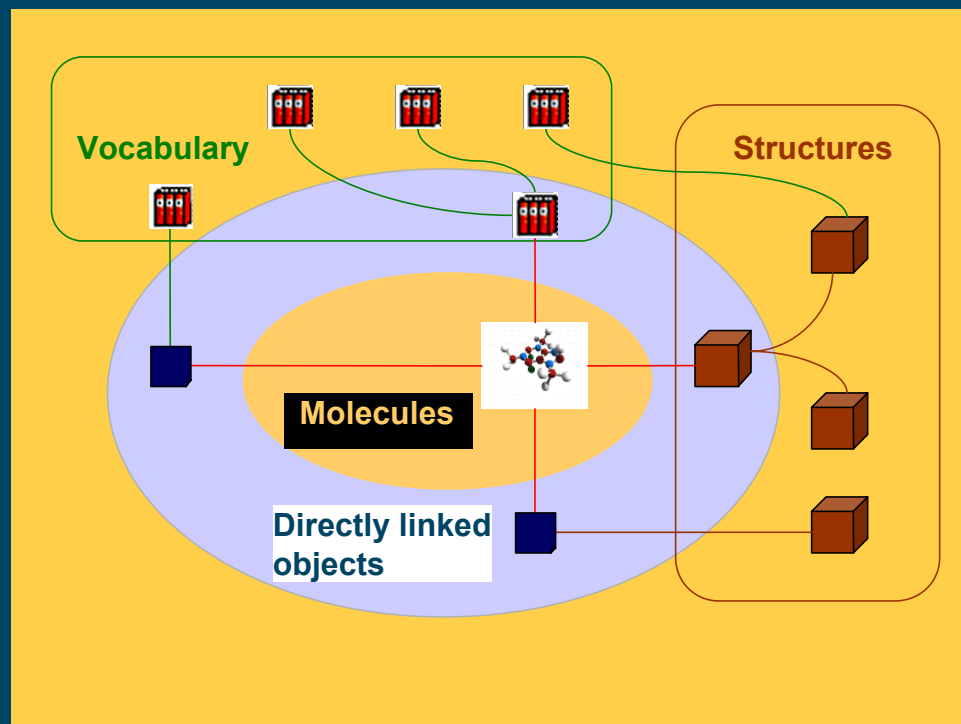 Vocabulary
Structures
Molecules
Directly linked
objects